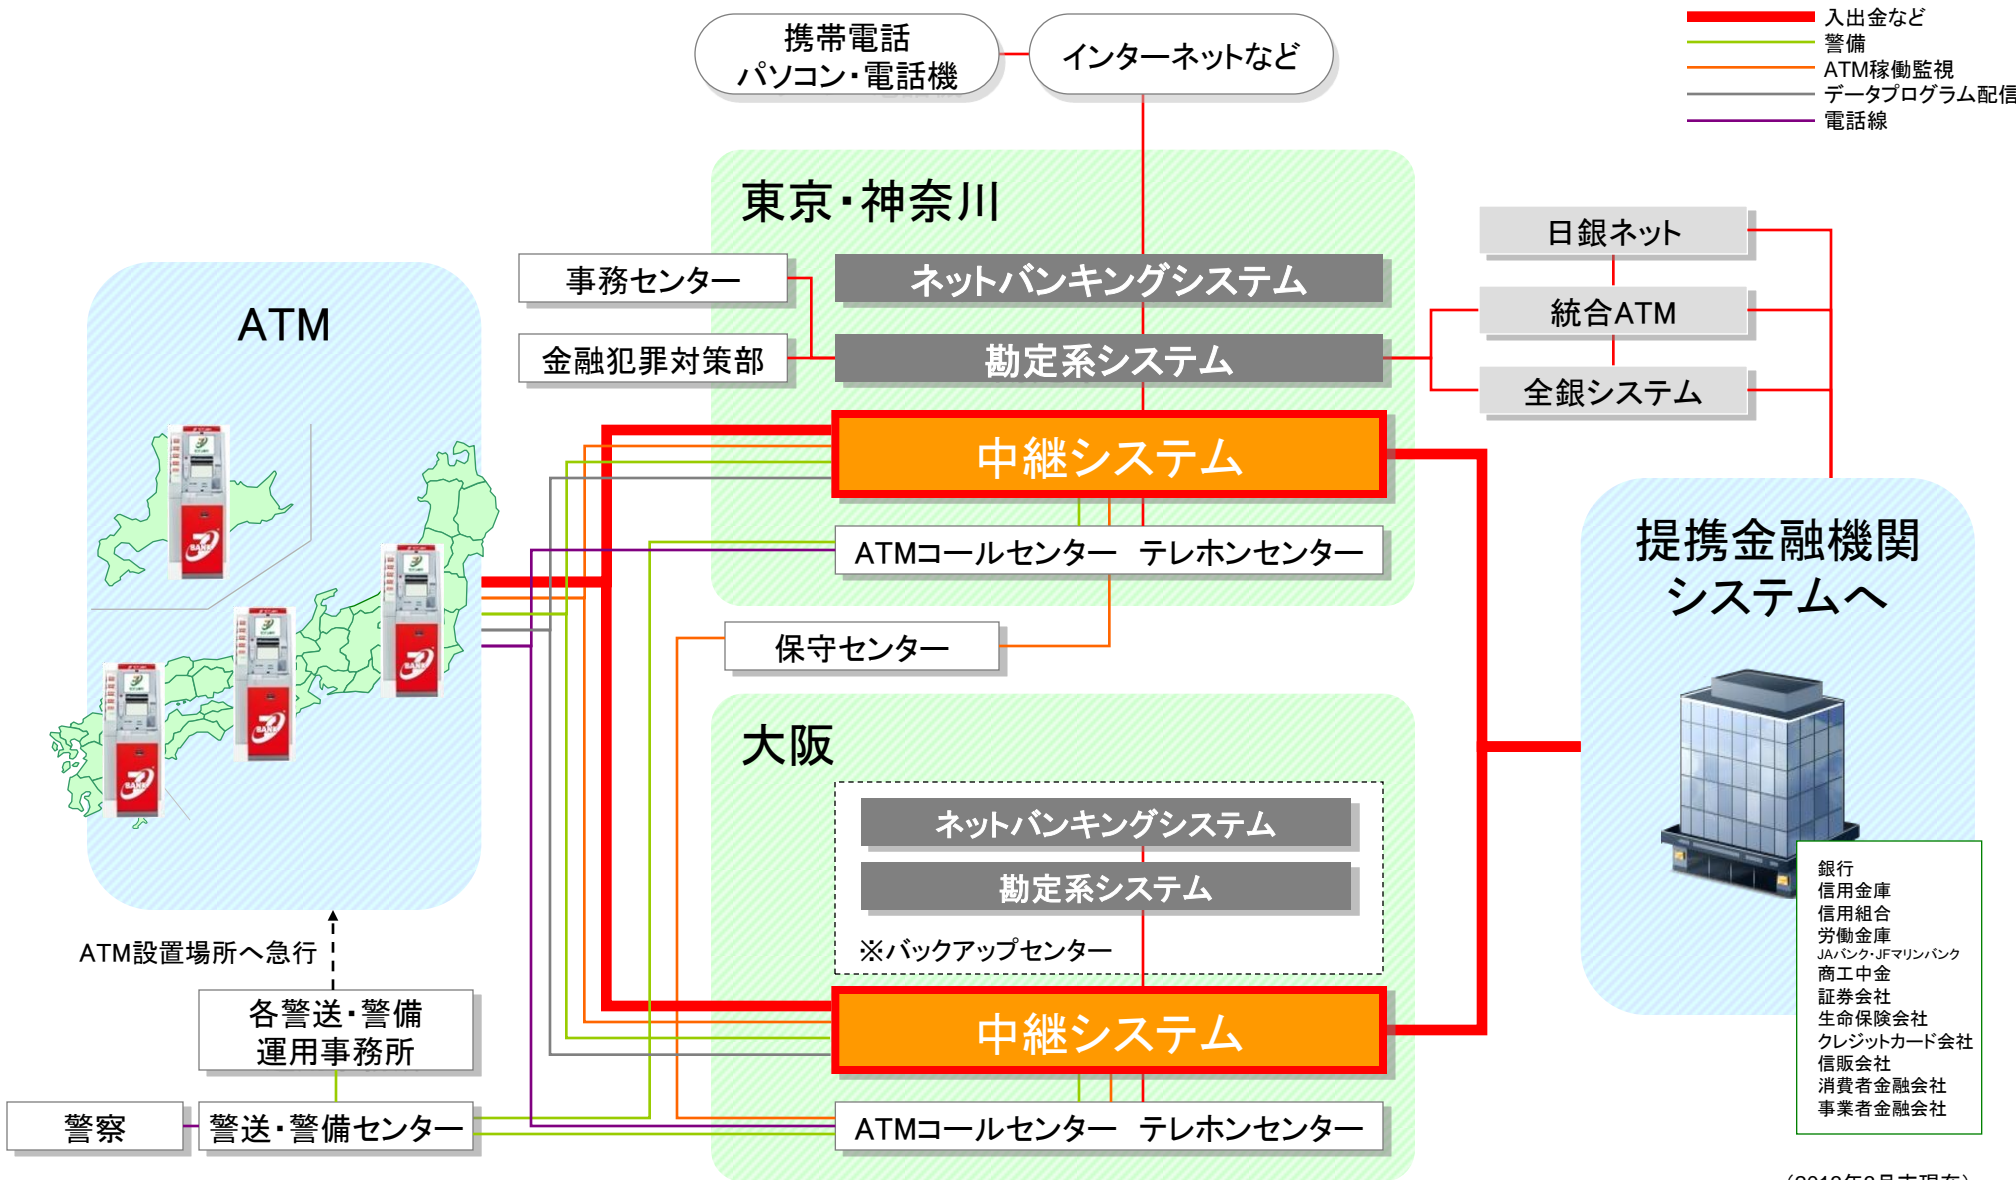 入出金など
警備
ATM稼働監視
データプログラム配信
電話線
携帯電話
パソコン・電話機
インターネットなど
東京・神奈川
事務センター
ネットバンキングシステム
金融犯罪対策部
勘定系システム
中継システム
ATMコールセンター テレホンセンター
日銀ネット
統合ATM
全銀システム
ATM
保守センター
大阪
ネットバンキングシステム
勘定系システム
※バックアップセンター
中継システム
ATMコールセンター テレホンセンター
提携金融機関
システムへ
銀行
信用金庫
信用組合
労働金庫
JAバンク・JFマリンバンク
商工中金
証券会社
生命保険会社
クレジットカード会社
信販会社
消費者金融会社
事業者金融会社
ATM設置場所へ急行
各警送・警備
運用事務所
警察
警送・警備センター